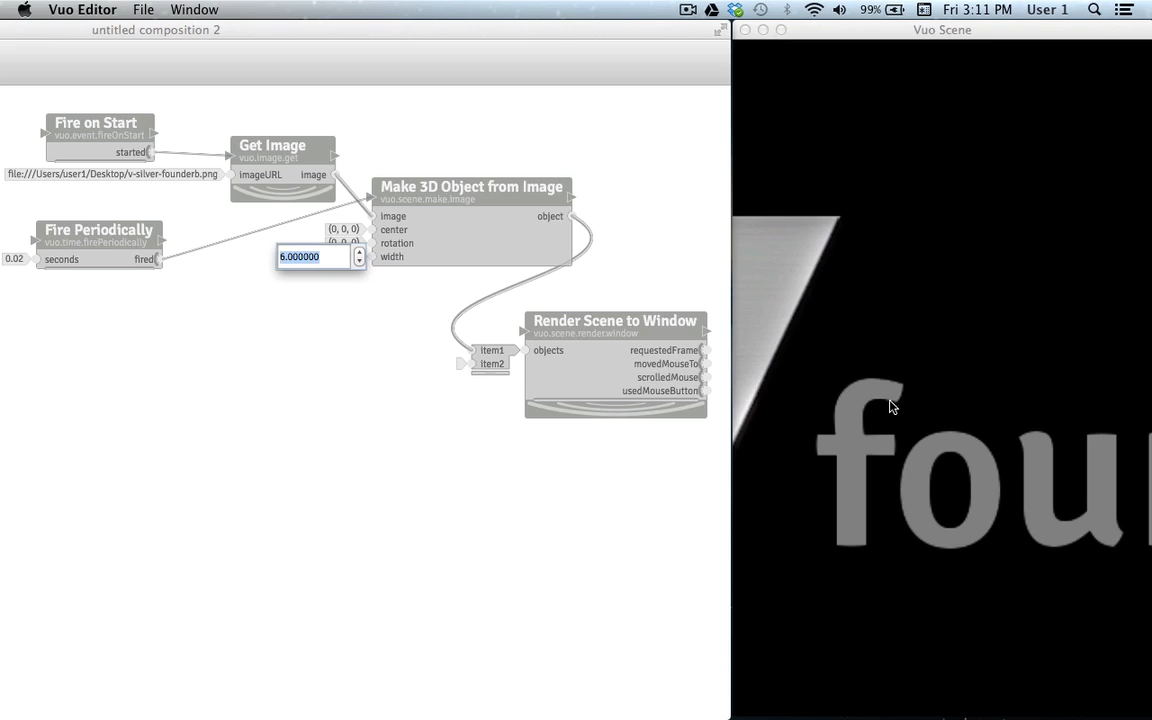 Vuo Editor File Window 99% Fri 3:11 PM User 1
untitled composition 2
Vuo Scene
Fire on Start
vuo.event.fireOnStart
started
Get Image
vuo.image.get
file:///Users/user1/Desktop/v-silver-founderb.png imageURL image
Make 3D Object from Image
vuo.scene.make.image
image object
(0, 0, 0) center
(0, 0, 0) rotation
6.000000 width
Fire Periodically
vuo.time.firePeriodically
0.02 seconds fired
Render Scene to Window
vuo.scene.render.window
item1 objects requestedFrame
item2 movedMouseTo
scrolledMouse
usedMouseButton
fou